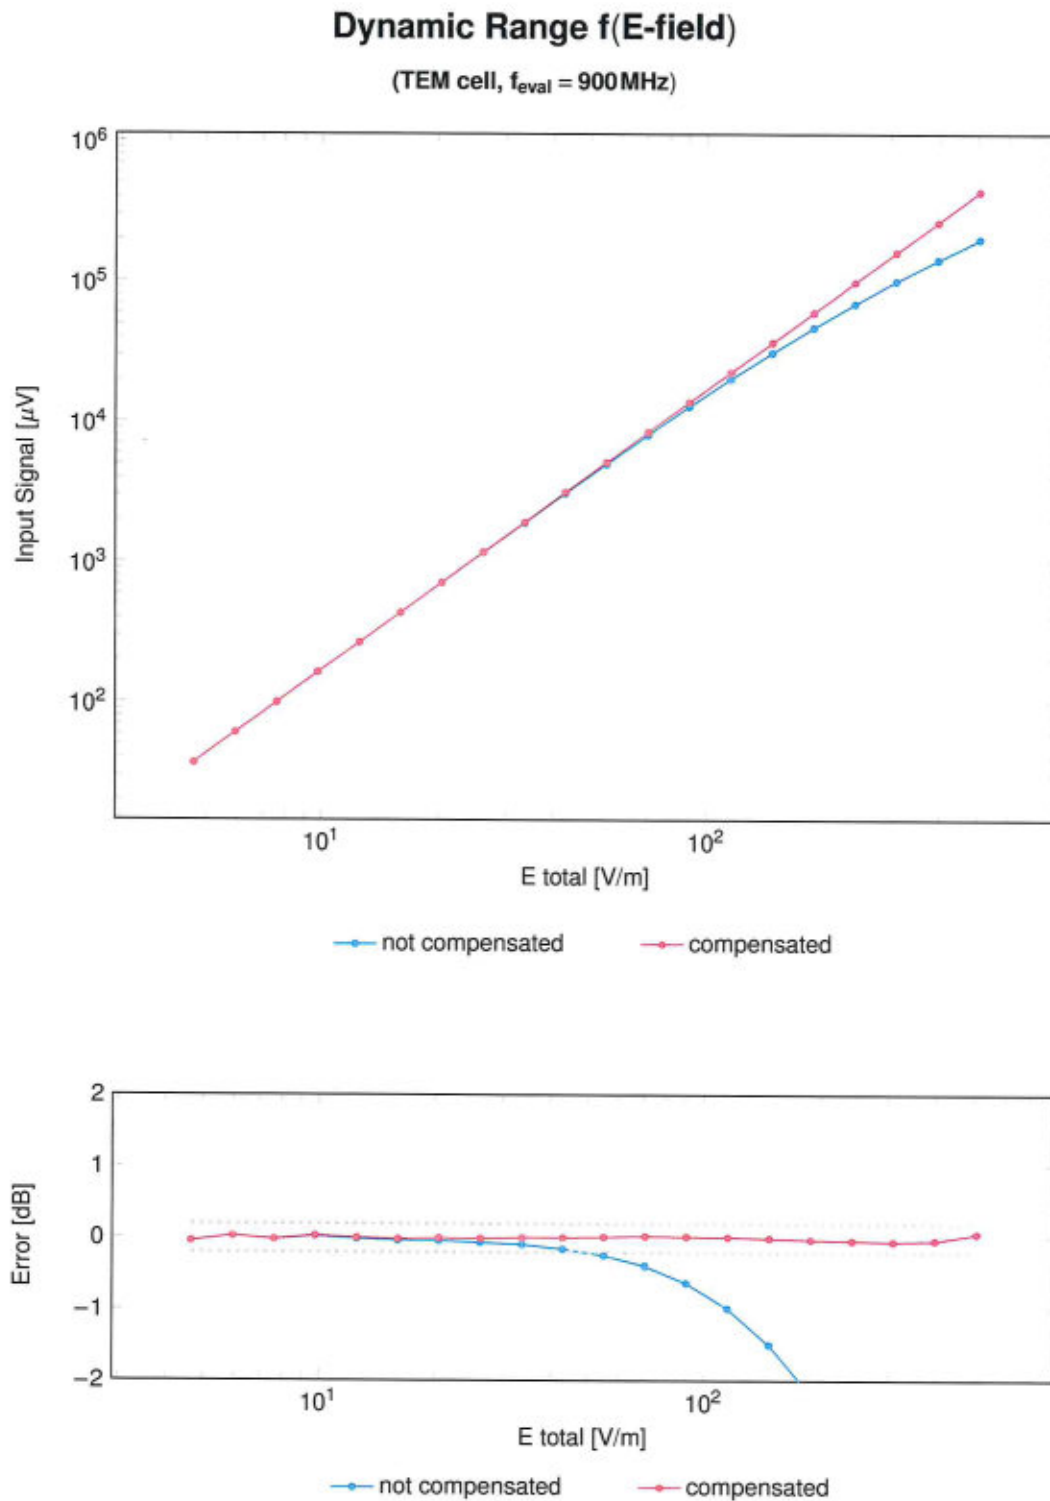 Dynamic Range f(E-field)
(TEM cell, f_eval = 900 MHz)
10^6
10^5
10^4
10^3
10^2
Input Signal [μV]
10^1 10^2
E total [V/m]
not compensated compensated
2
1
0
−1
−2
Error [dB]
10^1 10^2
E total [V/m]
not compensated compensated